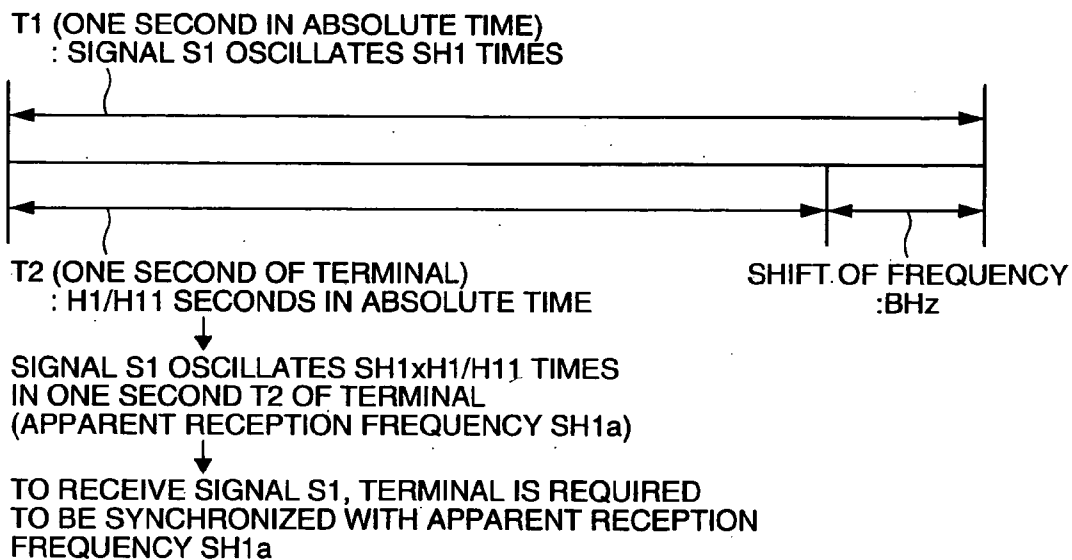 T1 (ONE SECOND IN ABSOLUTE TIME)
: SIGNAL S1 OSCILLATES SH1 TIMES
T2 (ONE SECOND OF TERMINAL)
: H1/H11 SECONDS IN ABSOLUTE TIME
SHIFT OF FREQUENCY
:BHz
SIGNAL S1 OSCILLATES SH1xH1/H11 TIMES
IN ONE SECOND T2 OF TERMINAL
(APPARENT RECEPTION FREQUENCY SH1a)
TO RECEIVE SIGNAL S1, TERMINAL IS REQUIRED
TO BE SYNCHRONIZED WITH APPARENT RECEPTION
FREQUENCY SH1a